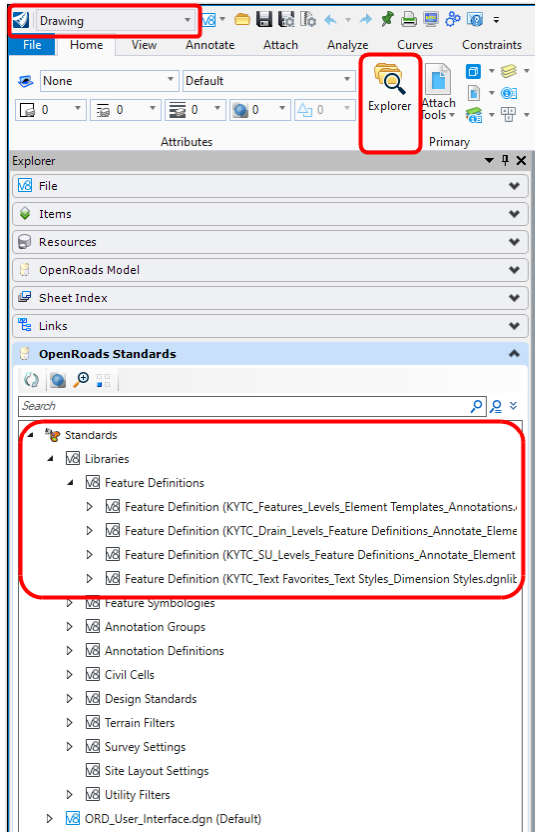 Drawing
File Home View Annotate Attach Analyze Curves Constraints
None Default
0 0 0 0 0
Explorer
Attach
Tools
Attributes Primary
Explorer
File
Items
Resources
OpenRoads Model
Sheet Index
Links
OpenRoads Standards
Search
Standards
Libraries
Feature Definitions
Feature Definition (KYTC_Features_Levels_Element Templates_Annotations.
Feature Definition (KYTC_Drain_Levels_Feature Definitions_Annotate_Eleme
Feature Definition (KYTC_SU_Levels_Feature Definitions_Annotate_Element
Feature Definition (KYTC_Text Favorites_Text Styles_Dimension Styles.dgnlib
Feature Symbologies
Annotation Groups
Annotation Definitions
Civil Cells
Design Standards
Terrain Filters
Survey Settings
Site Layout Settings
Utility Filters
ORD_User_Interface.dgn (Default)